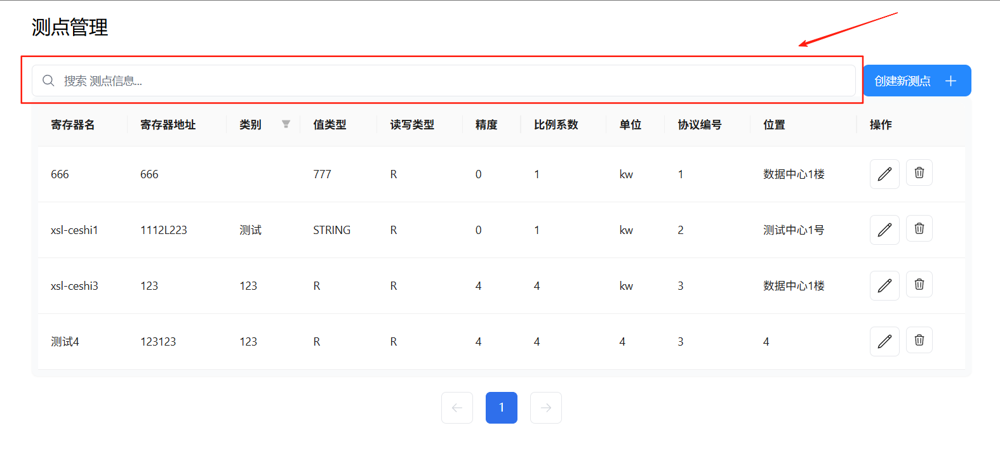 测点管理
搜索 测点信息...
创建新测点
寄存器名 寄存器地址 类别 值类型 读写类型 精度 比例系数 单位 协议编号 位置 操作
666 666 777 R 0 1 kw 1 数据中心1楼
xsl-ceshi1 1112L223 测试 STRING R 0 1 kw 2 测试中心1号
xsl-ceshi3 123 123 R R 4 4 kw 3 数据中心1楼
测试4 123123 123 R R 4 4 4 3 4
1